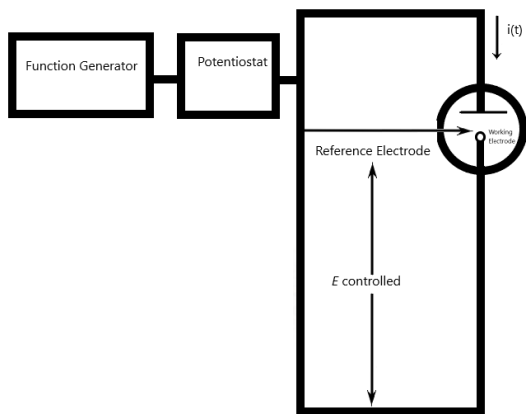 Function Generator
Potentiostat
i(t)
Working
Electrode
Reference Electrode
E controlled